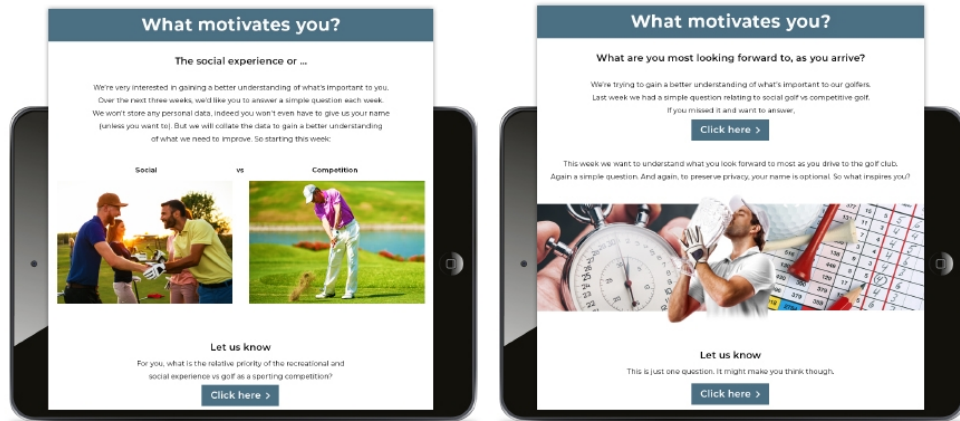 What motivates you?
The social experience or ...
We're very interested in gaining a better understanding of what's important to you.
Over the next three weeks, we'd like you to answer a simple question each week.
We won't store any personal data, indeed you won't even have to give us your name
(unless you want to). But we will collate the data to gain a better understanding
of what we need to improve. So starting this week:
Social vs Competition
Let us know
For you, what is the relative priority of the recreational and
social experience vs golf as a sporting competition?
Click here >
What motivates you?
What are you most looking forward to, as you arrive?
We're trying to gain a better understanding of what's important to our golfers.
Last week we had a simple question relating to social golf vs competitive golf.
If you missed it and want to answer,
Click here >
This week we want to understand what you look forward to most as you drive to the golf club.
Again a simple question. And again, to preserve privacy, your name is optional. So what inspires you?
Let us know
This is just one question. It might make you think though.
Click here >